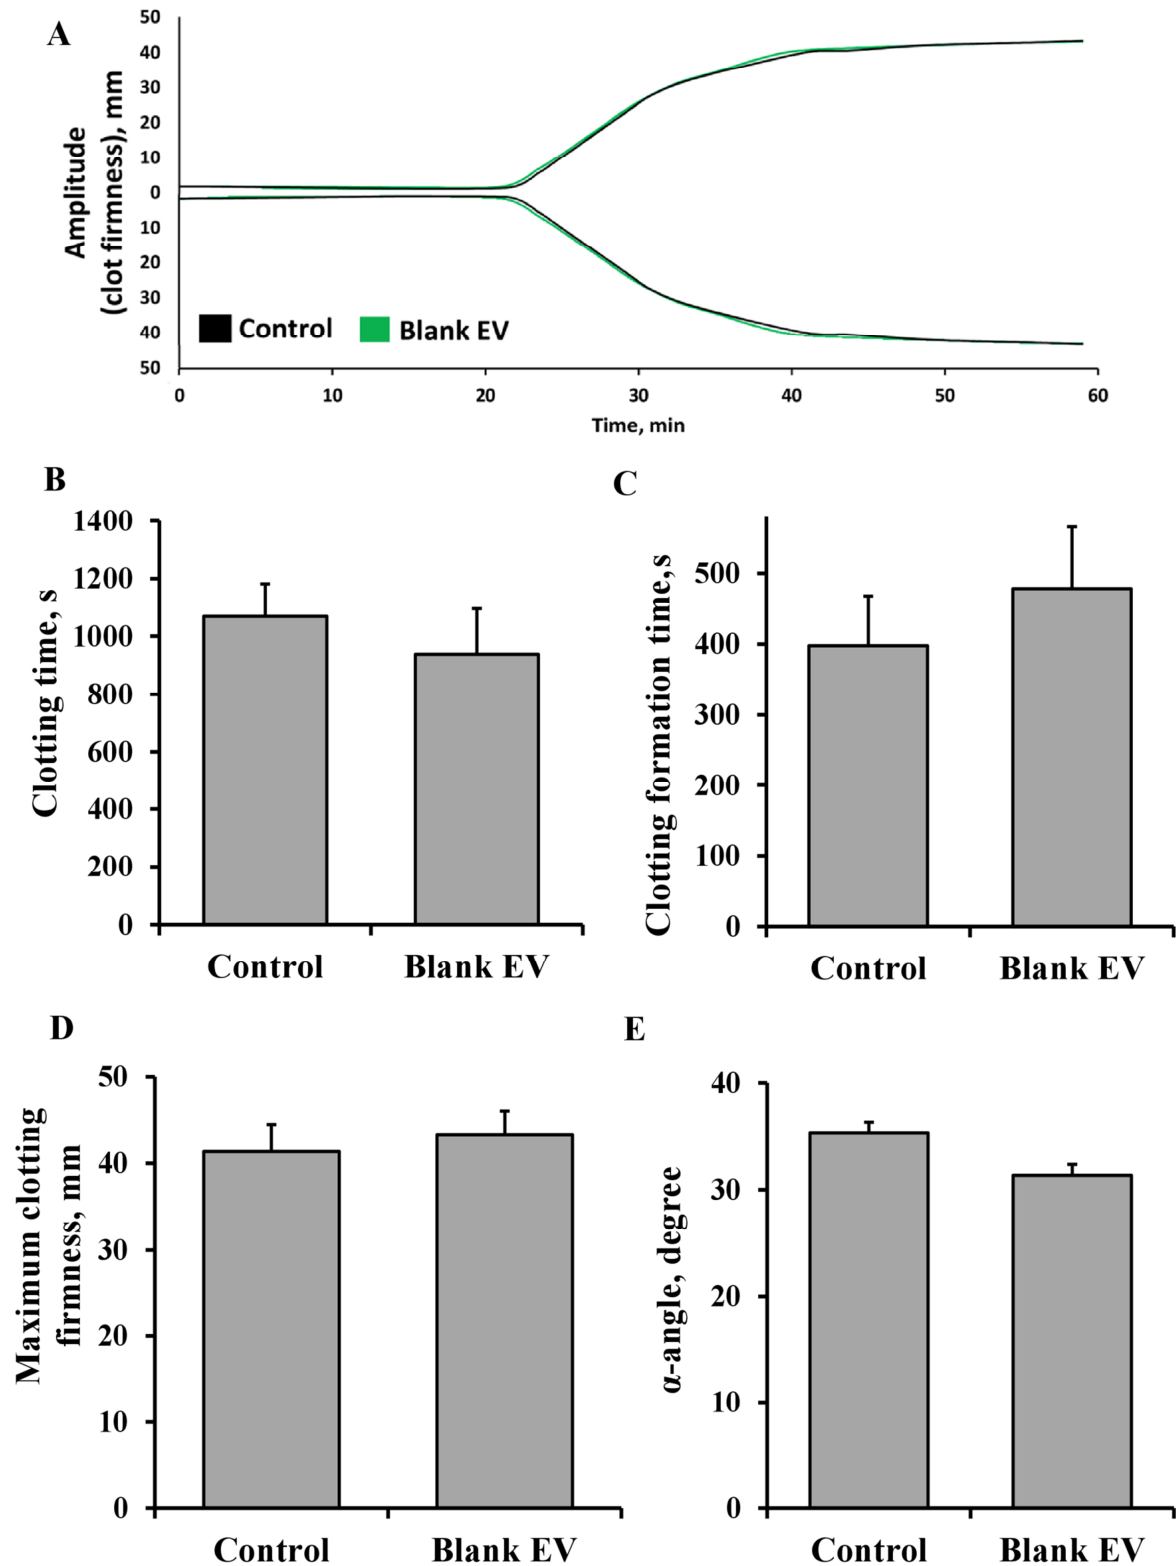 A
50
40
30
20
10
0
10
20
30
40
50
Amplitude
(clot firmness), mm
Control
Blank EV
0 10 20 30 40 50 60
Time, min
B
1400
1200
1000
800
600
400
200
0
Clotting time, s
Control Blank EV
C
500
400
300
200
100
0
Clotting formation time,s
Control Blank EV
D
50
40
30
20
10
0
Maximum clotting
firmness, mm
Control Blank EV
E
40
30
20
10
0
α-angle, degree
Control Blank EV